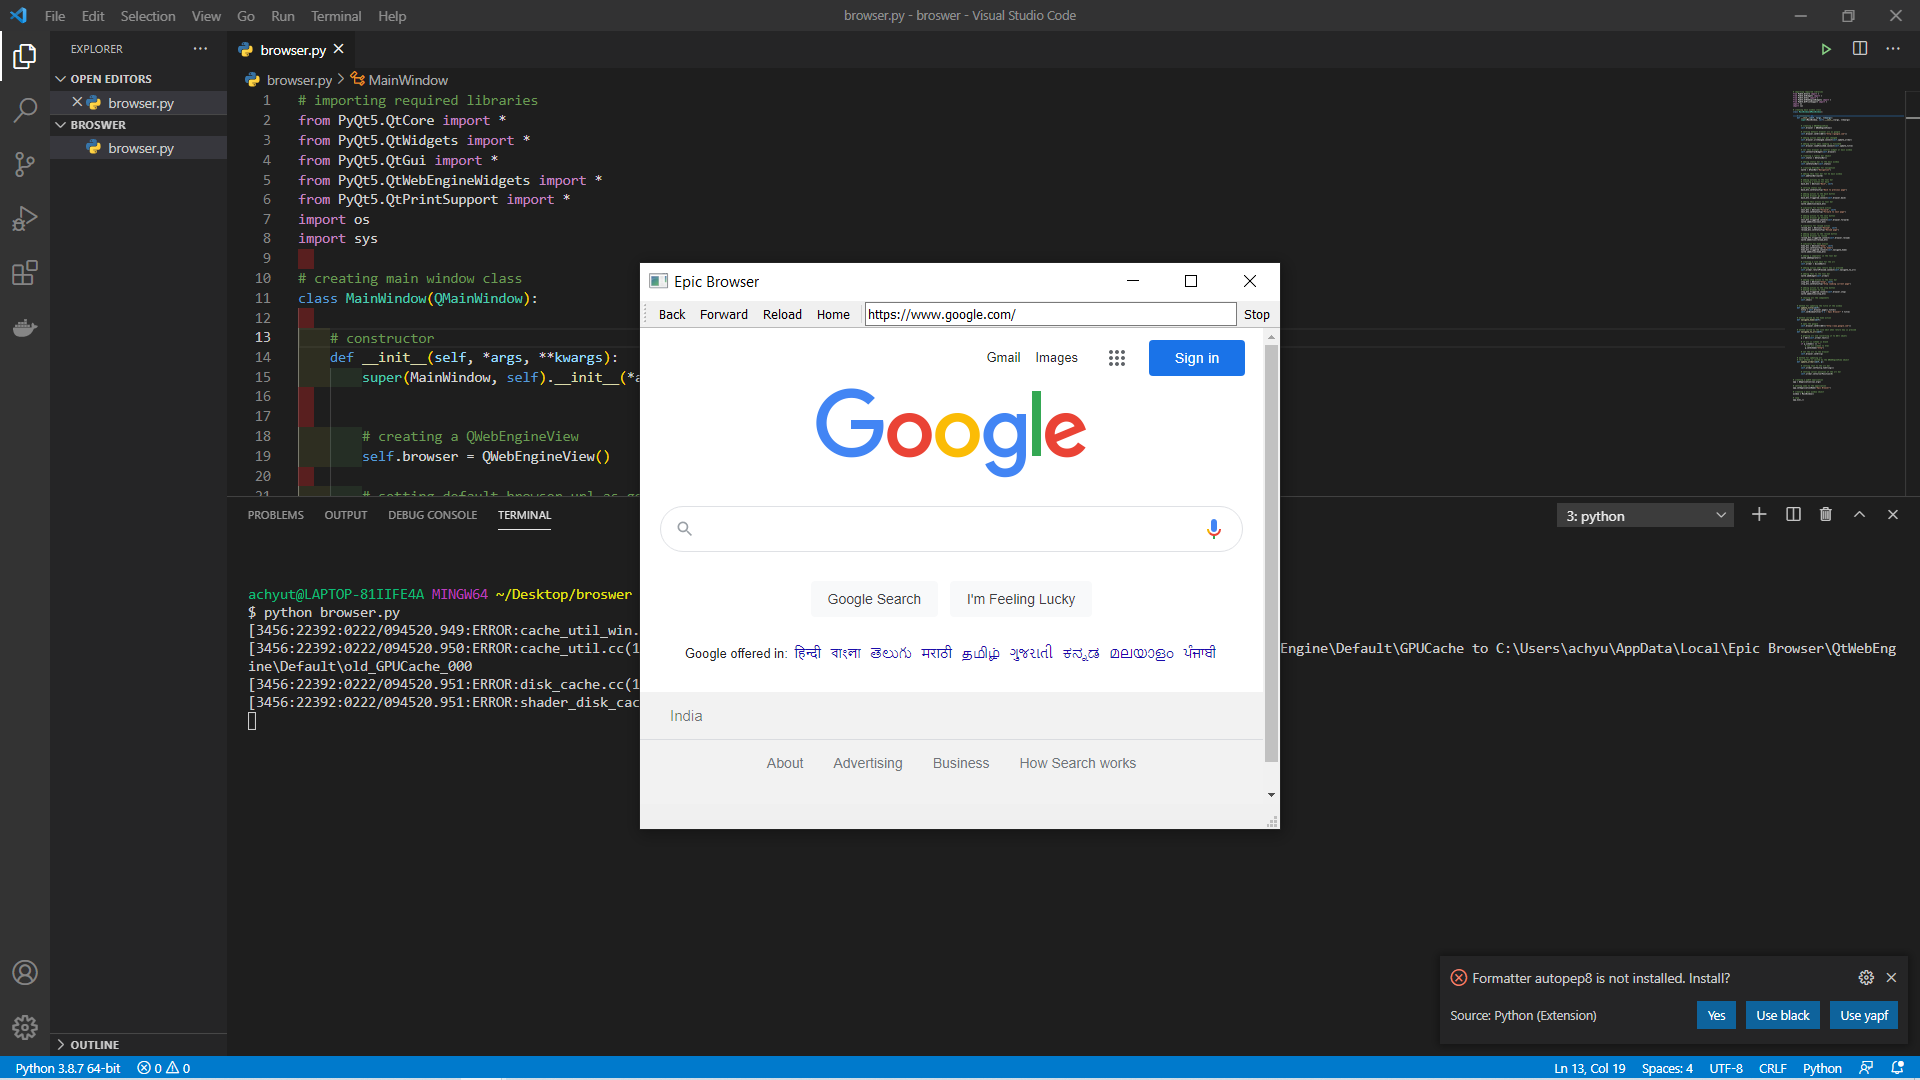 File Edit Selection View Go Run Terminal Help
browser.py - broswer - Visual Studio Code
EXPLORER
OPEN EDITORS
browser.py
BROSWER
browser.py
OUTLINE
browser.py
browser.py > MainWindow
1 # importing required libraries
2 from PyQt5.QtCore import *
3 from PyQt5.QtWidgets import *
4 from PyQt5.QtGui import *
5 from PyQt5.QtWebEngineWidgets import *
6 from PyQt5.QtPrintSupport import *
7 import os
8 import sys
9
10 # creating main window class
11 class MainWindow(QMainWindow):
12
13 # constructor
14 def __init__(self, *args, **kwargs):
15 super(MainWindow, self).__init__(*a
16
17
18 # creating a QWebEngineView
19 self.browser = QWebEngineView()
20
21 # setting default browser url as go
Epic Browser
Back Forward Reload Home https://www.google.com/ Stop
Gmail Images Sign in
Google
Google Search I'm Feeling Lucky
Google offered in: हिन्दी বাংলা తెలుగు मराठी தமிழ் ગુજરાતી ಕನ್ನಡ മലയാളം ਪੰਜਾਬੀ
India
About Advertising Business How Search works
PROBLEMS OUTPUT DEBUG CONSOLE TERMINAL
3: python
achyut@LAPTOP-81IIFE4A MINGW64 ~/Desktop/broswer
$ python browser.py
[3456:22392:0222/094520.949:ERROR:cache_util_win.
[3456:22392:0222/094520.950:ERROR:cache_util.cc(1 Engine\Default\GPUCache to C:\Users\achyu\AppData\Local\Epic Browser\QtWebEng
ine\Default\old_GPUCache_000
[3456:22392:0222/094520.951:ERROR:disk_cache.cc(1
[3456:22392:0222/094520.951:ERROR:shader_disk_cac
Formatter autopep8 is not installed. Install?
Source: Python (Extension) Yes Use black Use yapf
Python 3.8.7 64-bit 0 0 Ln 13, Col 19 Spaces: 4 UTF-8 CRLF Python